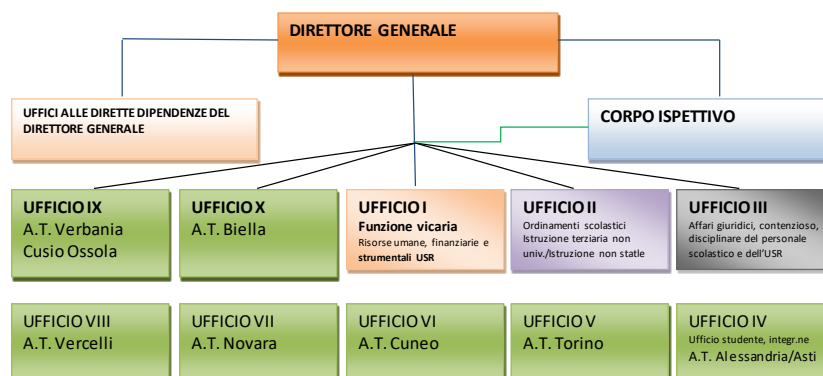 DIRETTORE GENERALE
UFFICI ALLE DIRETTE DIPENDENZE DEL
DIRETTORE GENERALE
CORPO ISPETTIVO
UFFICIO IX
A.T. Verbania
Cusio Ossola
UFFICIO X
A.T. Biella
UFFICIO I
Funzione vicaria
Risorse umane, finanziarie e
strumentali USR
UFFICIO II
Ordinamenti scolastici
Istruzione terziaria non
univ./Istruzione non statle
UFFICIO III
Affari giuridici, contenzioso,
disciplinare del personale
scolastico e dell'USR
UFFICIO VIII
A.T. Vercelli
UFFICIO VII
A.T. Novara
UFFICIO VI
A.T. Cuneo
UFFICIO V
A.T. Torino
UFFICIO IV
Ufficio studente, integr.ne
A.T. Alessandria/Asti